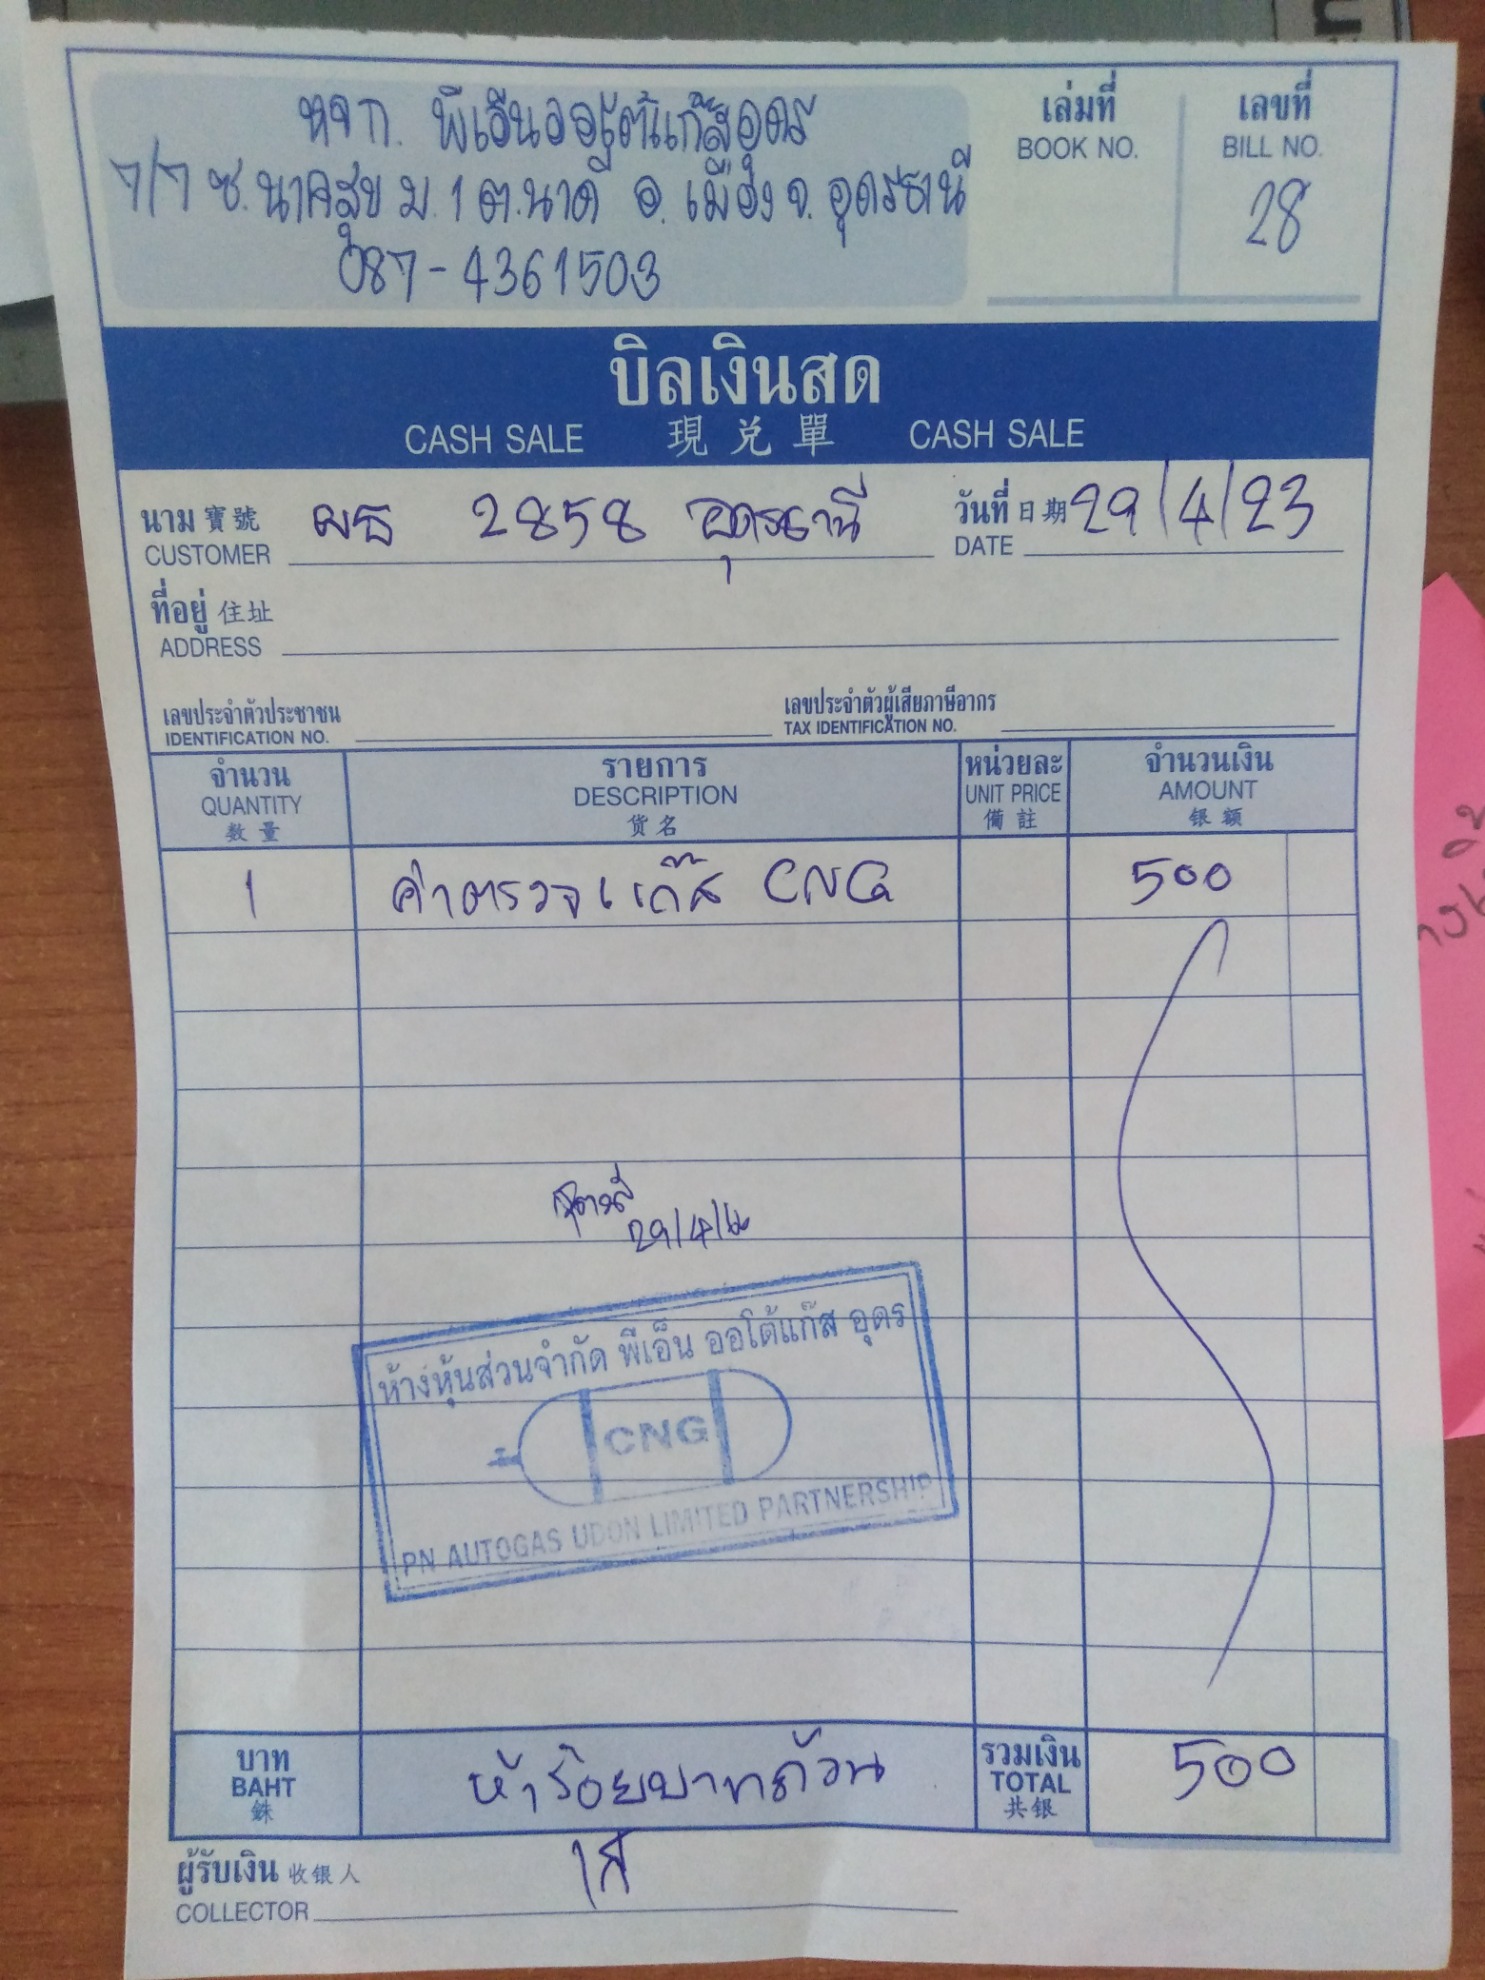 หจก. พีเอ็นออโต้แก๊สอุดร
7/7 ซ.นาคสุข ม.1 ต.นาดี อ.เมือง จ.อุดรธานี
087-4361503
เล่มที่
BOOK NO.
เลขที่
BILL NO.
28
บิลเงินสด
CASH SALE 現兑單 CASH SALE
นาม 寶號 ผธ 2858 อุดรธานี วันที่ 日期 29/4/23
CUSTOMER DATE
ที่อยู่ 住址
ADDRESS
เลขประจำตัวประชาชน เลขประจำตัวผู้เสียภาษีอากร
IDENTIFICATION NO. TAX IDENTIFICATION NO.
จำนวน รายการ หน่วยละ จำนวนเงิน
QUANTITY DESCRIPTION UNIT PRICE AMOUNT
数量 货名 備註 银额
1 ค่าตรวจแก๊ส CNG 500
29/4/
ห้างหุ้นส่วนจำกัด พีเอ็น ออโต้แก๊ส อุดร
CNG
PN AUTOGAS UDON LIMITED PARTNERSHIP
บาท ห้าร้อยบาทถ้วน รวมเงิน 500
BAHT TOTAL
銖 共银
ผู้รับเงิน 收银人
COLLECTOR